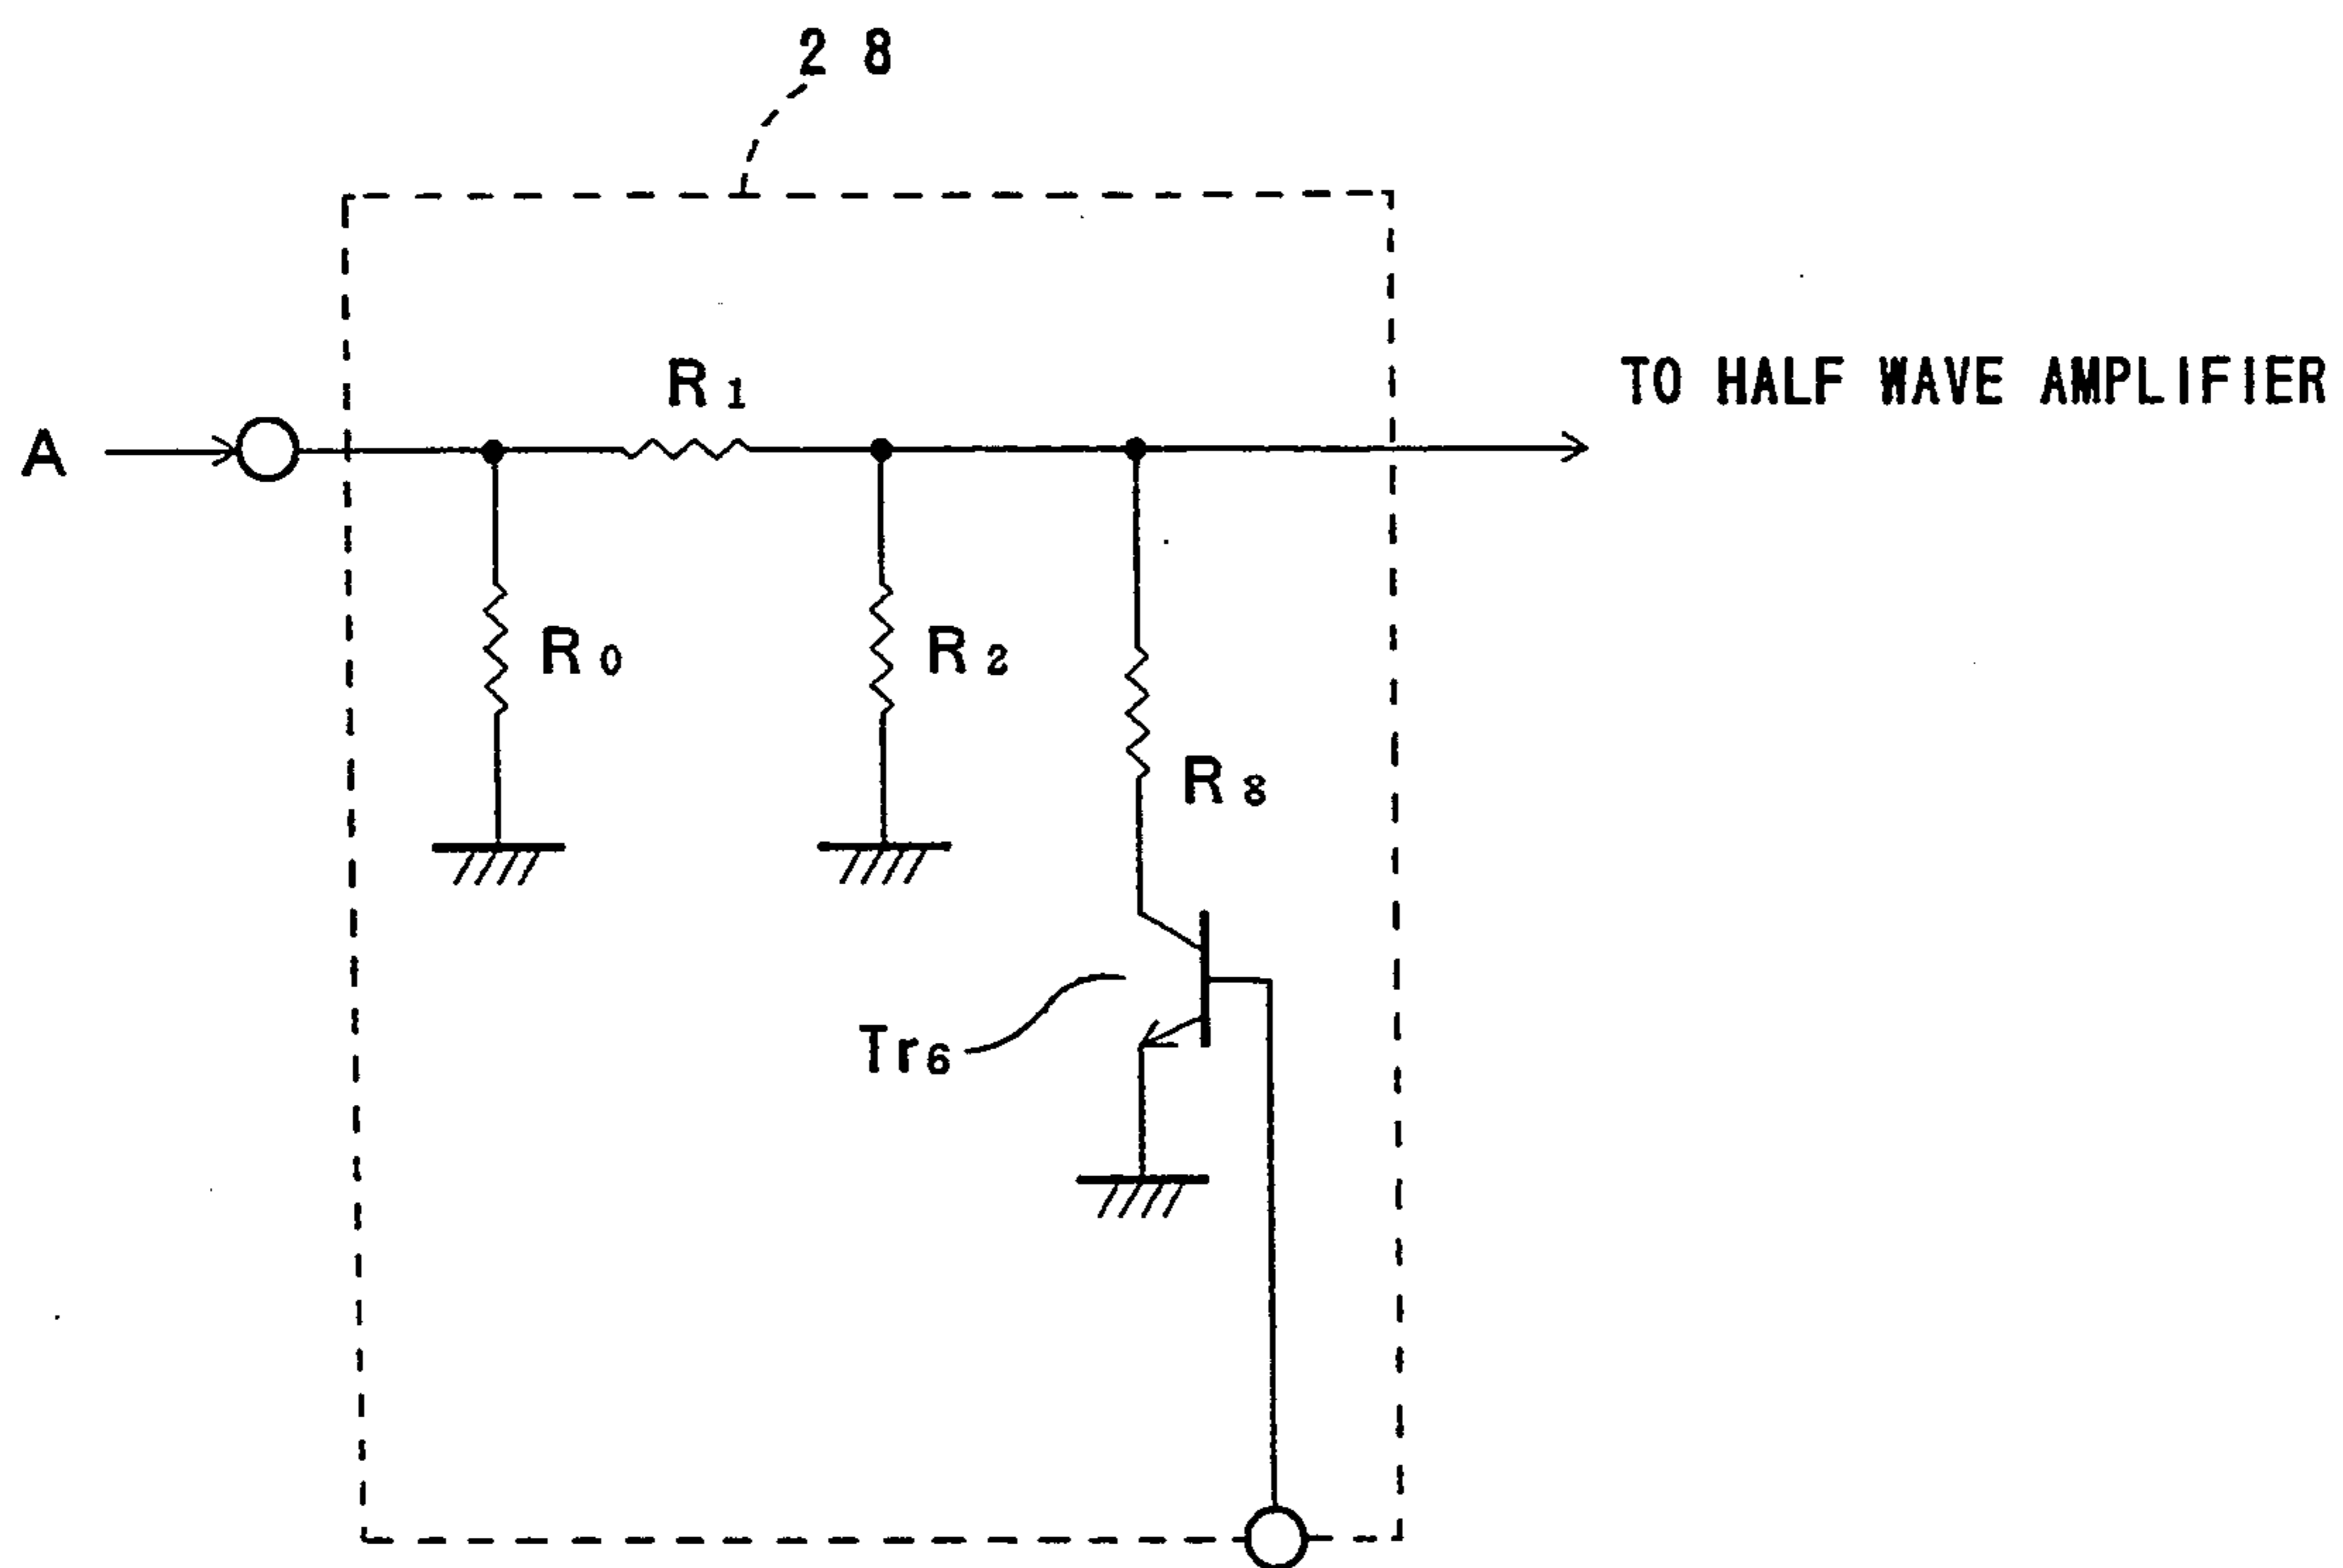 28
R1
TO HALF WAVE AMPLIFIER
A
R0
R2
R8
Tr6